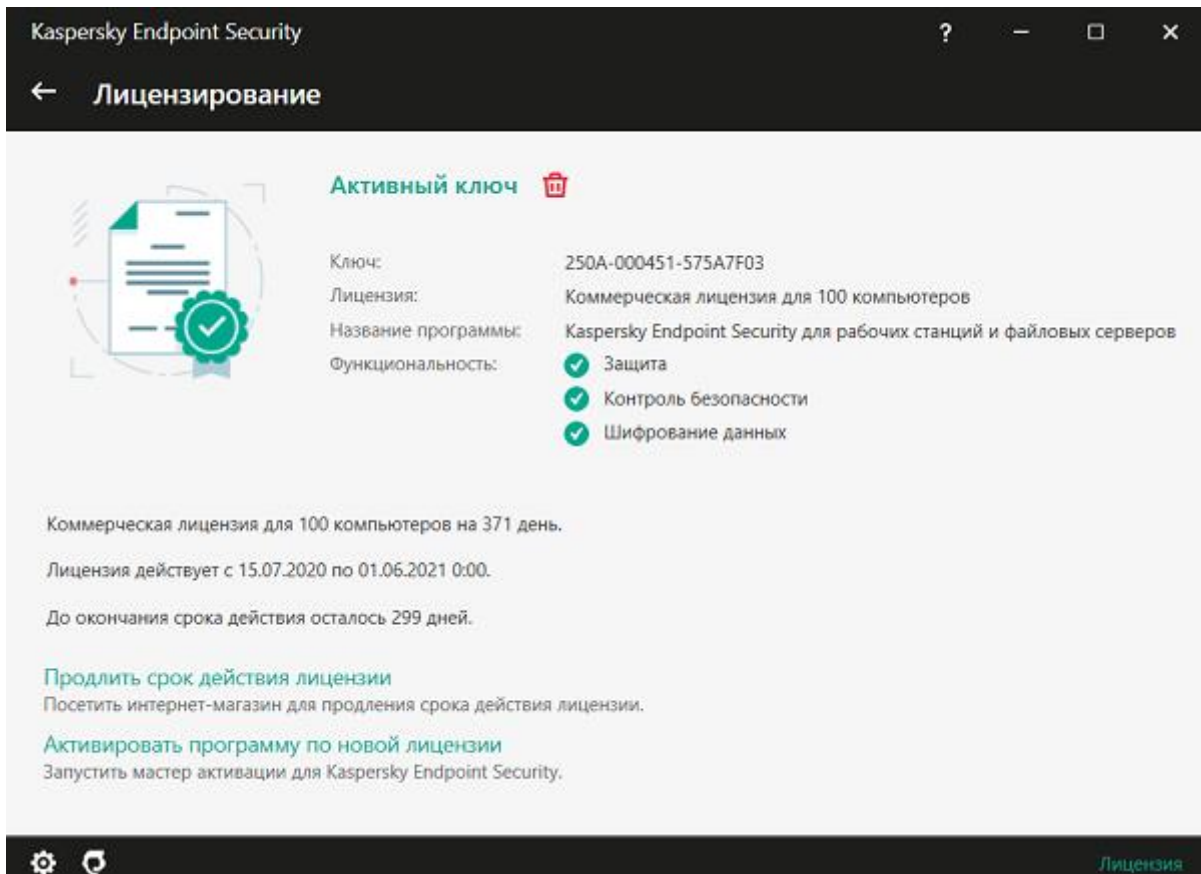 Kaspersky Endpoint Security
?
Лицензирование
Активный ключ
Ключ: 250A-000451-575A7F03
Лицензия: Коммерческая лицензия для 100 компьютеров
Название программы: Kaspersky Endpoint Security для рабочих станций и файловых серверов
Функциональность: Защита
Контроль безопасности
Шифрование данных
Коммерческая лицензия для 100 компьютеров на 371 день.
Лицензия действует с 15.07.2020 по 01.06.2021 0:00.
До окончания срока действия осталось 299 дней.
Продлить срок действия лицензии
Посетить интернет-магазин для продления срока действия лицензии.
Активировать программу по новой лицензии
Запустить мастер активации для Kaspersky Endpoint Security.
Лицензия